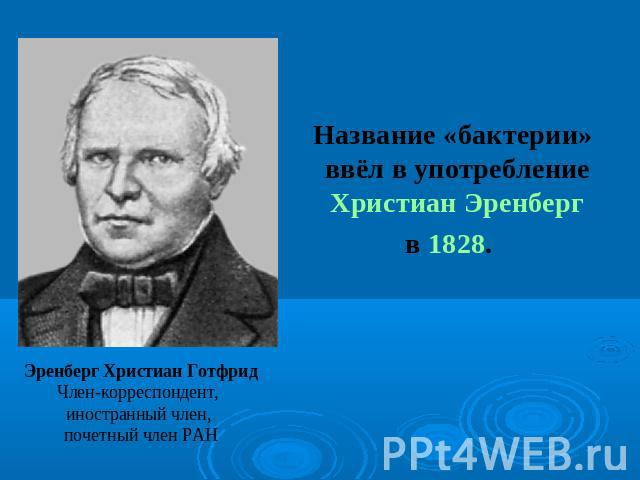 Название «бактерии»
ввёл в употребление
Христиан Эренберг
в 1828.
Эренберг Христиан Готфрид
Член-корреспондент,
иностранный член,
почетный член РАН
PPt4WEB.ru